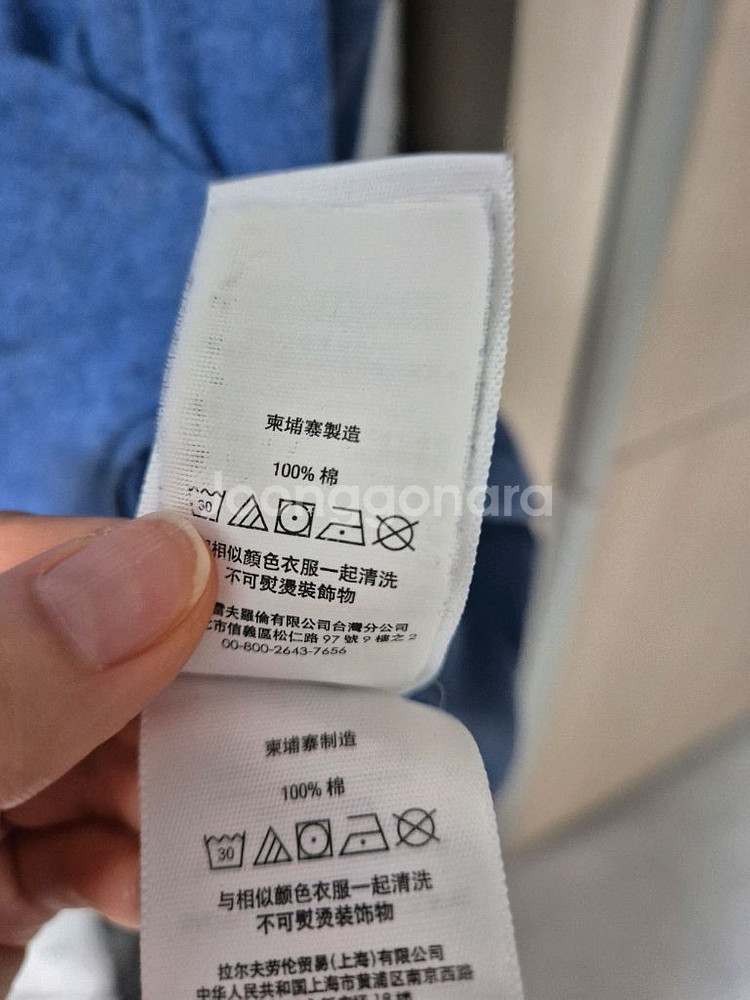 柬埔寨製造
100% 棉
joonggonara
30
相似顏色衣服一起清洗
不可熨燙裝飾物
夫羅倫有限公司台灣分公司
市信義區松仁路 97 號 9 樓之 2
00-800-2643-7656
柬埔寨制造
100% 棉
30
与相似颜色衣服一起清洗
不可熨烫装饰物
拉尔夫劳伦贸易(上海)有限公司
中华人民共和国上海市黄浦区南京西路